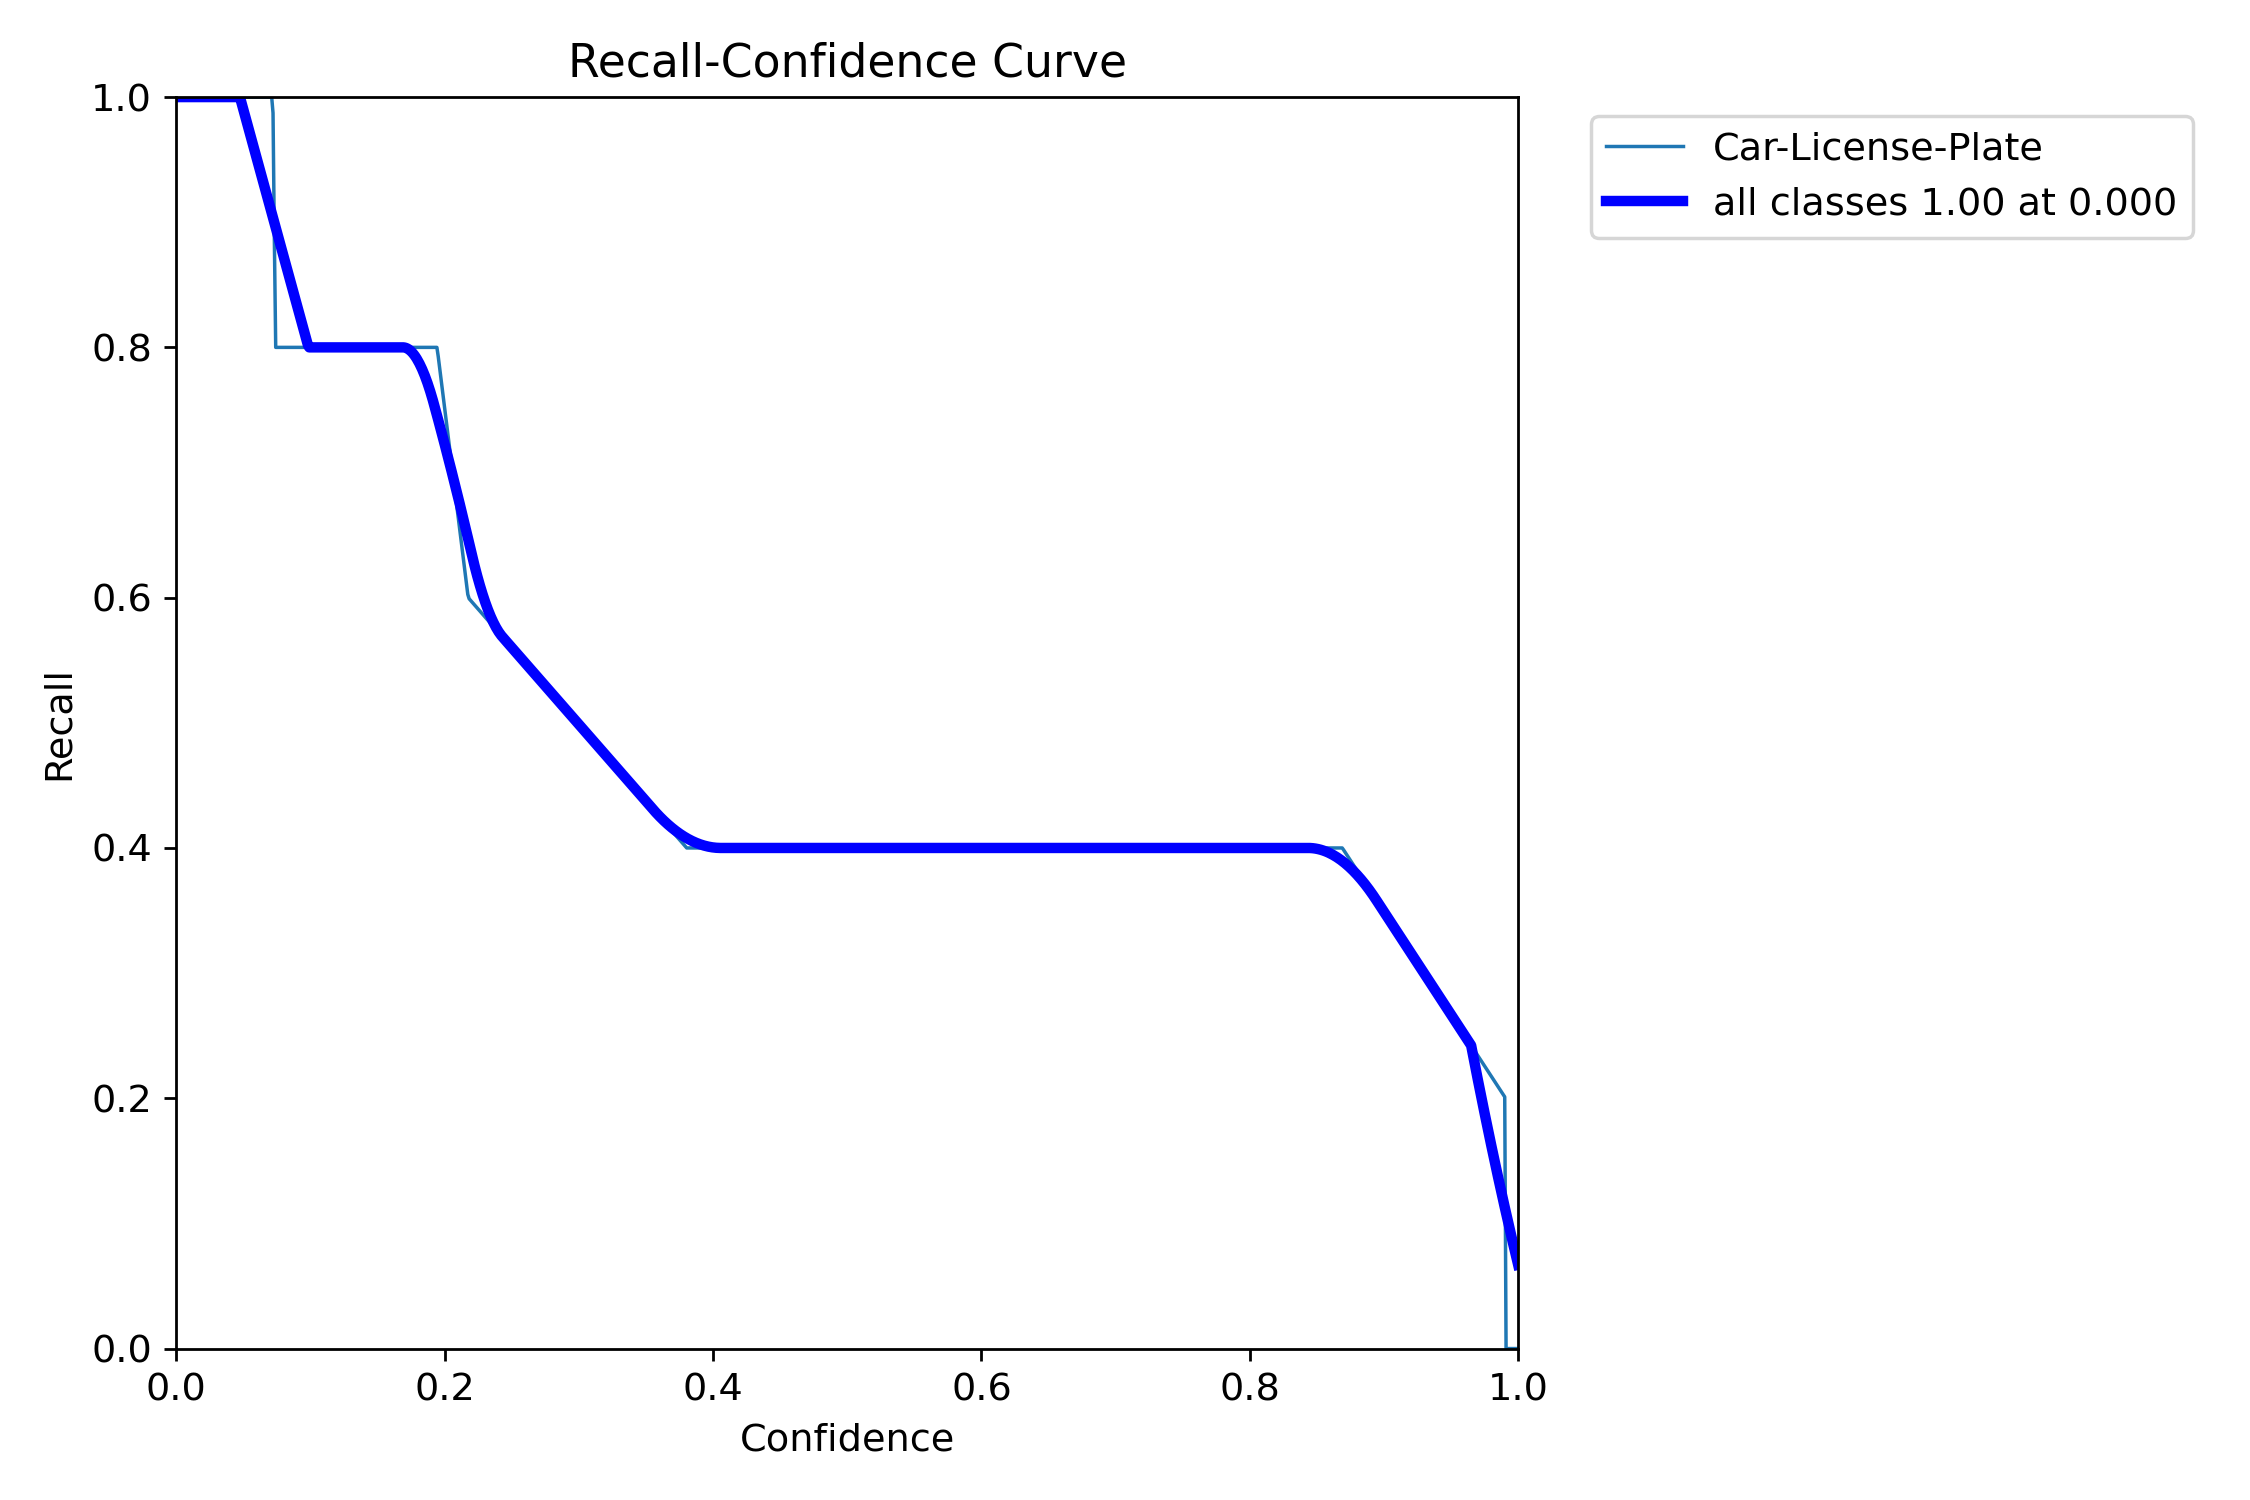 Recall-Confidence Curve
Car-License-Plate
all classes 1.00 at 0.000
1.0
0.8
0.6
0.4
0.2
0.0
Recall
0.0 0.2 0.4 0.6 0.8 1.0
Confidence